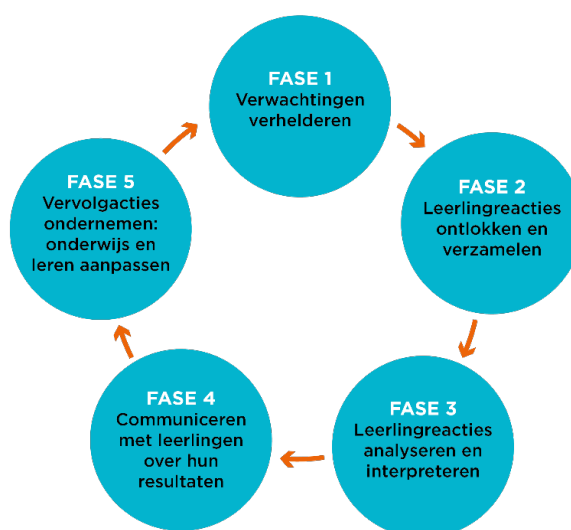 FASE 1
Verwachtingen
verhelderen
FASE 2
Leerlingreacties
ontlokken en
verzamelen
FASE 3
Leerlingreacties
analyseren en
interpreteren
FASE 4
Communiceren
met leerlingen
over hun
resultaten
FASE 5
Vervolgacties
ondernemen:
onderwijs en
leren aanpassen